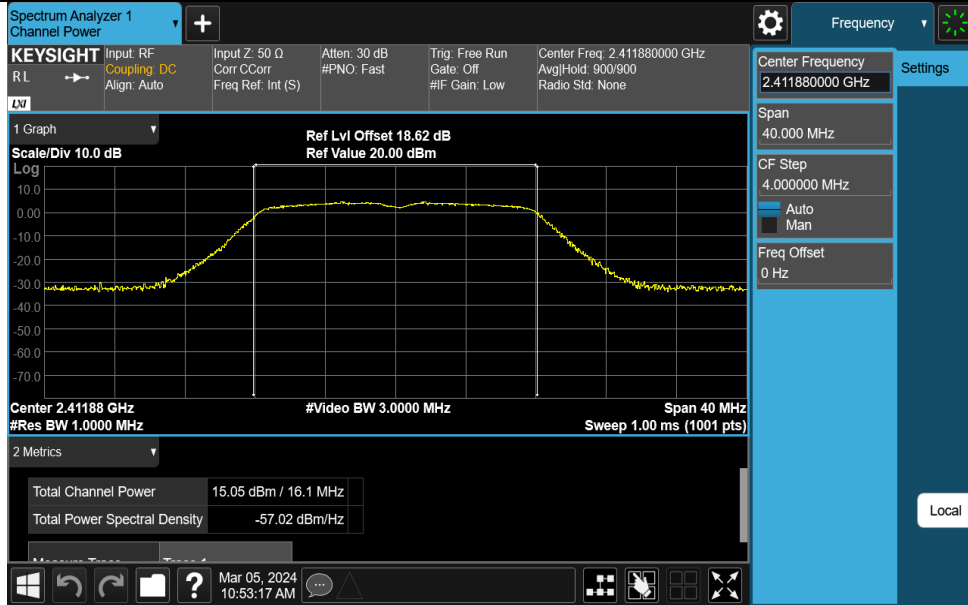 Spectrum Analyzer 1
Channel Power
+
Frequency
KEYSIGHT
R L
LXI
Input: RF
Coupling: DC
Align: Auto
Input Z: 50 Ω
Corr CCorr
Freq Ref: Int (S)
Atten: 30 dB
#PNO: Fast
Trig: Free Run
Gate: Off
#IF Gain: Low
Center Freq: 2.411880000 GHz
Avg|Hold: 900/900
Radio Std: None
Center Frequency
2.411880000 GHz
Settings
Span
40.000 MHz
CF Step
4.000000 MHz
Auto
Man
Freq Offset
0 Hz
Local
1 Graph
Scale/Div 10.0 dB
Ref Lvl Offset 18.62 dB
Ref Value 20.00 dBm
Log
10.0
0.00
-10.0
-20.0
-30.0
-40.0
-50.0
-60.0
-70.0
Center 2.41188 GHz
#Video BW 3.0000 MHz
Span 40 MHz
#Res BW 1.0000 MHz
Sweep 1.00 ms (1001 pts)
2 Metrics
Total Channel Power 15.05 dBm / 16.1 MHz
Total Power Spectral Density -57.02 dBm/Hz
?
Mar 05, 2024
10:53:17 AM